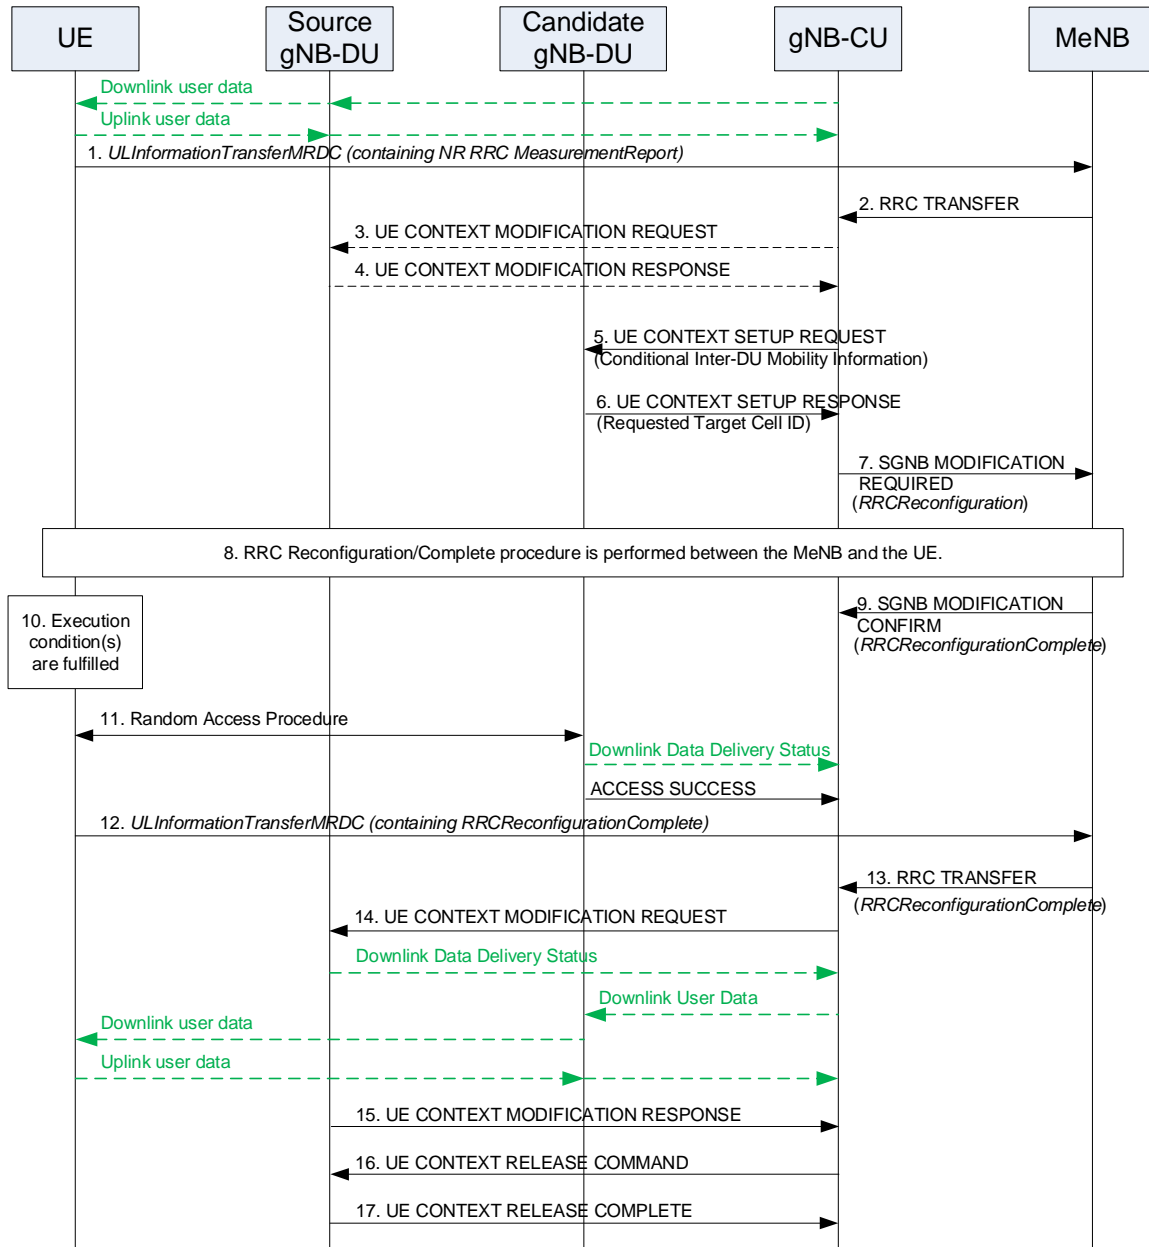 UE
Source
gNB-DU
Candidate
gNB-DU
gNB-CU
MeNB
Downlink user data
Uplink user data
1. ULInformationTransferMRDC (containing NR RRC MeasurementReport)
2. RRC TRANSFER
3. UE CONTEXT MODIFICATION REQUEST
4. UE CONTEXT MODIFICATION RESPONSE
5. UE CONTEXT SETUP REQUEST
(Conditional Inter-DU Mobility Information)
6. UE CONTEXT SETUP RESPONSE
(Requested Target Cell ID)
7. SGNB MODIFICATION
REQUIRED
(RRCReconfiguration)
8. RRC Reconfiguration/Complete procedure is performed between the MeNB and the UE.
9. SGNB MODIFICATION
CONFIRM
(RRCReconfigurationComplete)
10. Execution
condition(s)
are fulfilled
11. Random Access Procedure
Downlink Data Delivery Status
ACCESS SUCCESS
12. ULInformationTransferMRDC (containing RRCReconfigurationComplete)
13. RRC TRANSFER
(RRCReconfigurationComplete)
14. UE CONTEXT MODIFICATION REQUEST
Downlink Data Delivery Status
Downlink User Data
Downlink user data
Uplink user data
15. UE CONTEXT MODIFICATION RESPONSE
16. UE CONTEXT RELEASE COMMAND
17. UE CONTEXT RELEASE COMPLETE